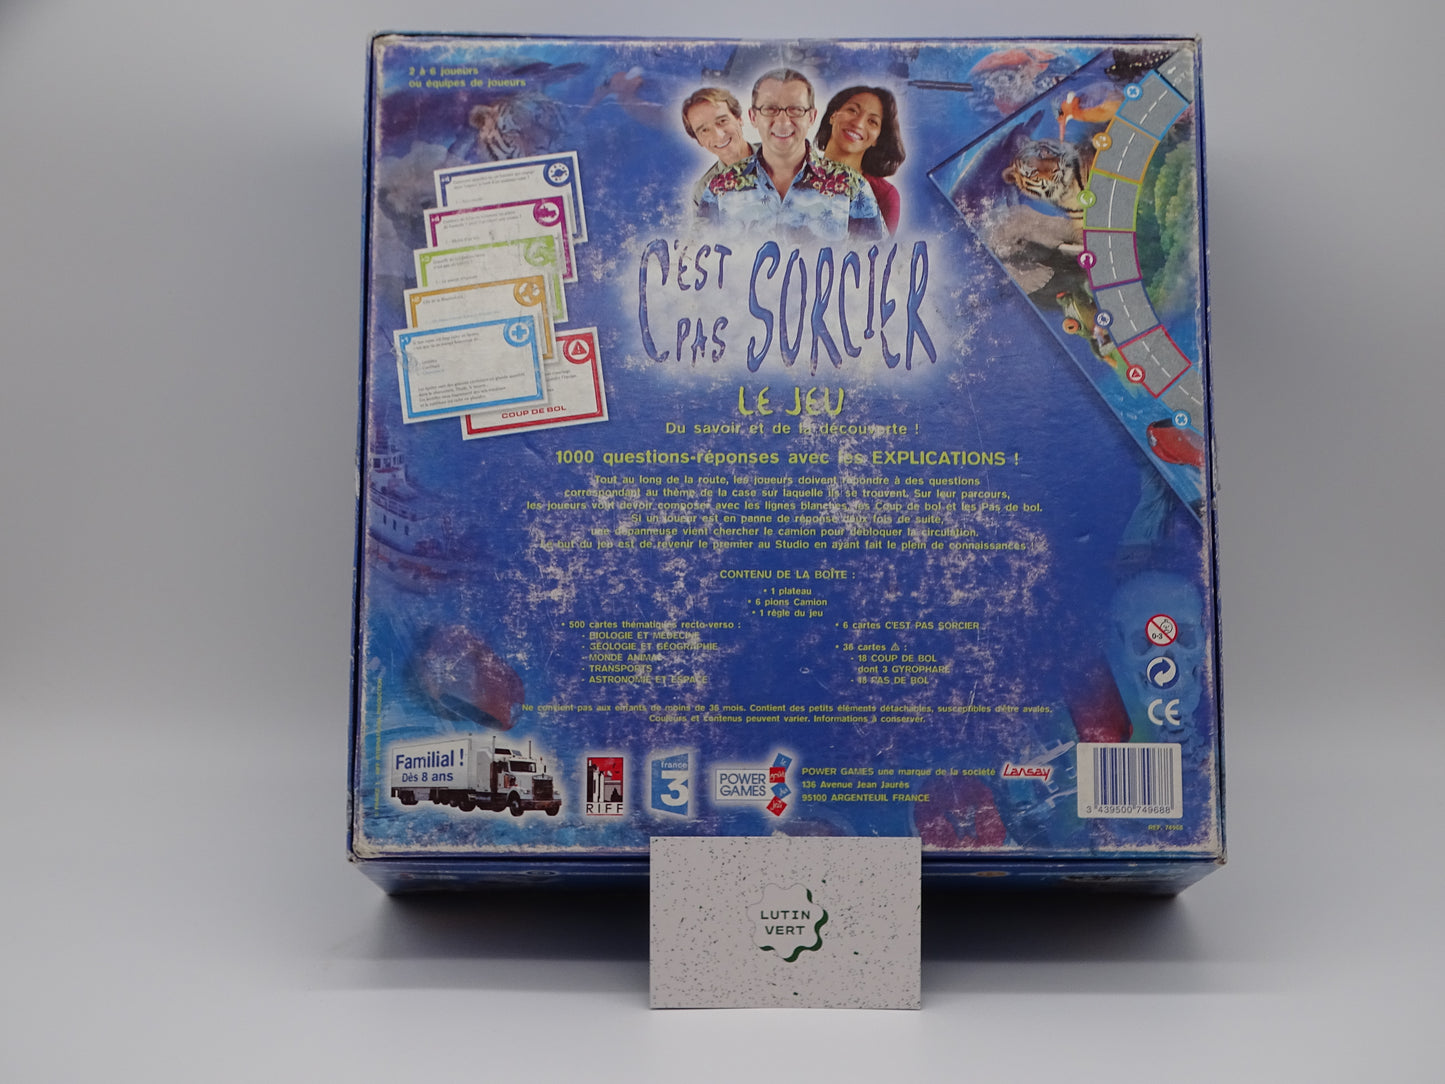 2 à 6 joueurs
ou équipes de joueurs
COUP DE BOL
C'EST
PAS SORCIER
LE JEU
Du savoir et de la découverte !
1000 questions-réponses avec les EXPLICATIONS !
Tout au long de la route, les joueurs doivent répondre à des questions
correspondant au thème de la case sur laquelle ils se trouvent. Sur leur parcours,
les joueurs vont devoir composer avec les lignes blanches, les Coup de bol et les Pas de bol.
Si un joueur est en panne de réponse deux fois de suite,
une dépanneuse vient chercher le camion pour débloquer la circulation.
Le but du jeu est de revenir le premier au Studio en ayant fait le plein de connaissances !
CONTENU DE LA BOÎTE :
• 1 plateau
• 6 pions Camion
• 1 règle du jeu
• 500 cartes thématiques recto-verso :
- BIOLOGIE ET MÉDECINE
- GÉOLOGIE ET GÉOGRAPHIE
- MONDE ANIMAL
- TRANSPORTS
- ASTRONOMIE ET ESPACE
• 6 cartes C'EST PAS SORCIER
• 36 cartes ⚠ :
- 18 COUP DE BOL
dont 3 GYROPHARE
- 18 PAS DE BOL
Ne convient pas aux enfants de moins de 36 mois. Contient des petits éléments détachables, susceptibles d'être avalés.
Couleurs et contenus peuvent varier. Informations à conserver.
0-3
CE
Familial !
Dès 8 ans
RIFF
france
3
POWER
GAMES
le
goût
du
jeu
POWER GAMES une marque de la société Lansay
136 Avenue Jean Jaurès
95100 ARGENTEUIL FRANCE
3 439500 749688
REF. 74968
LUTIN
VERT